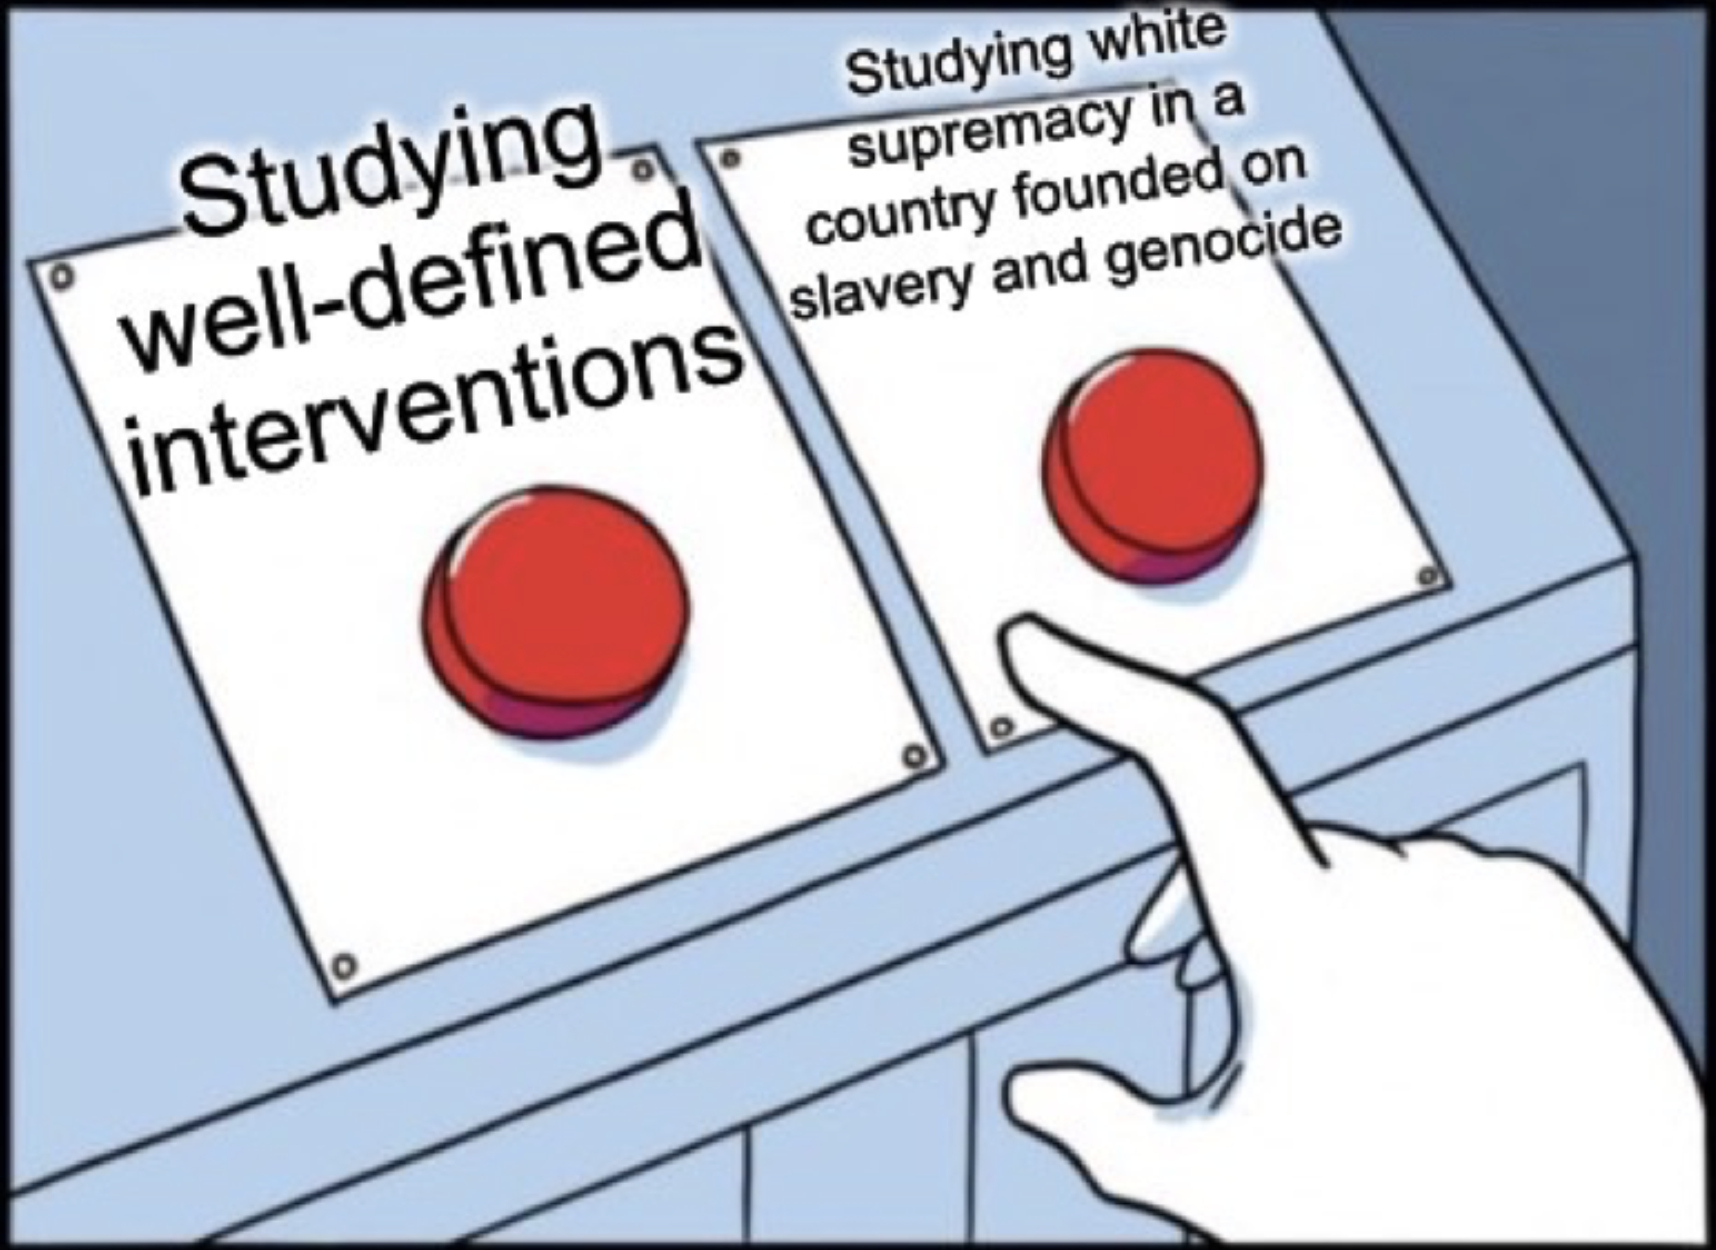 Studying
well-defined
interventions
Studying white
supremacy in a
country founded on
slavery and genocide